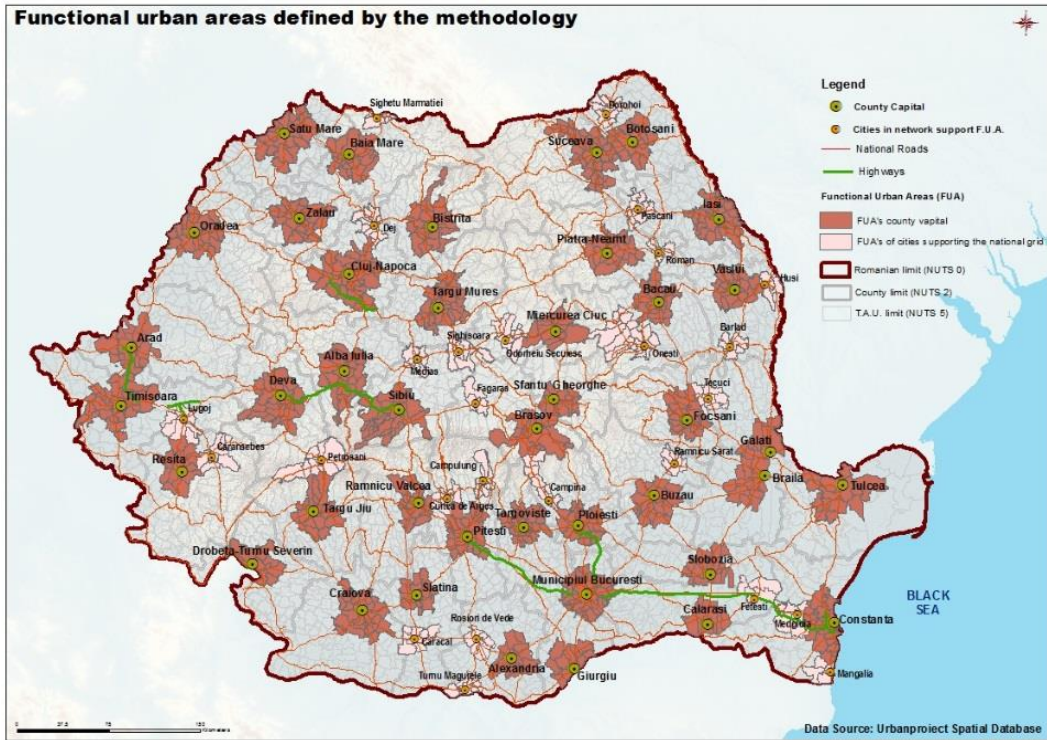 Functional urban areas defined by the methodology
Legend
County Capital
Cities in network support F.U.A.
National Roads
Highways
Functional Urban Areas (FUA)
FUA's county vapital
FUA's of cities supporting the national grid
Romanian limit (NUTS 0)
County limit (NUTS 2)
T.A.U. limit (NUTS 5)
Sighetu Marmatiei
Satu Mare
Baia Mare
Dorohoi
Botosani
Suceava
Zalau
Oradea
Dej
Bistrita
Pascani
Iasi
Piatra-Neamt
Roman
Cluj-Napoca
Vaslui
Husi
Targu Mures
Bacau
Miercurea Ciuc
Arad
Sighisoara
Odorheiu Secuiesc
Onesti
Barlad
Alba Iulia
Medias
Deva
Fagaras
Sfantu Gheorghe
Tecuci
Timisoara
Sibiu
Lugoj
Brasov
Focsani
Galati
Resita
Caransebes
Petrosani
Campulung
Ramnicu Sarat
Ramnicu Valcea
Campina
Buzau
Braila
Tulcea
Targu Jiu
Curtea de Arges
Targoviste
Ploiesti
Pitesti
Drobeta-Turnu Severin
Slobozia
Municipiul Bucuresti
Slatina
Craiova
Calarasi
Fetesti
Medgidia
Constanta
BLACK
SEA
Rosiori de Vede
Caracal
Alexandria
Giurgiu
Mangalia
Turnu Magurele
0 37,5 75 150
Kilometers
Data Source: Urbanproiect Spatial Database